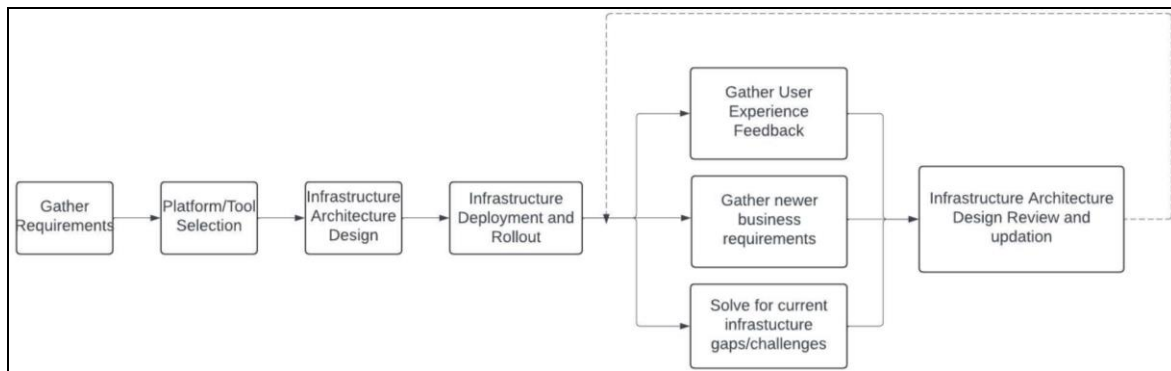 Gather
Requirements
Platform/Tool
Selection
Infrastructure
Architecture
Design
Infrastructure
Deployment and
Rollout
Gather User
Experience
Feedback
Gather newer
business
requirements
Solve for current
infrastucture
gaps/challenges
Infrastructure Architecture
Design Review and
updation